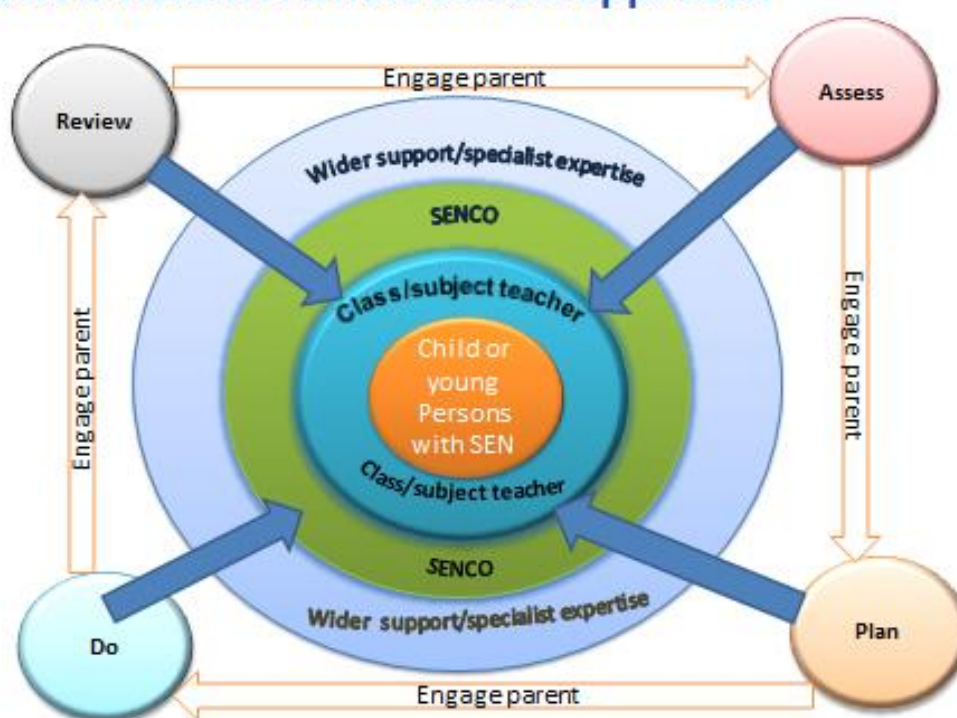 Engage parent
Review
Assess
Wider support/specialist expertise
SENCO
Class/subject teacher
Child or
young
Persons
with SEN
Engage parent
Engage parent
Class/subject teacher
SENCO
Wider support/specialist expertise
Do
Plan
Engage parent